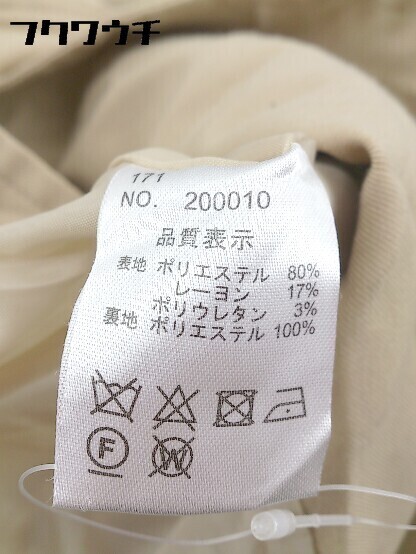 フクワウチ
171
NO. 200010
品質表示
表地 ポリエステル 80%
レーヨン 17%
ポリウレタン 3%
裏地 ポリエステル 100%
F W